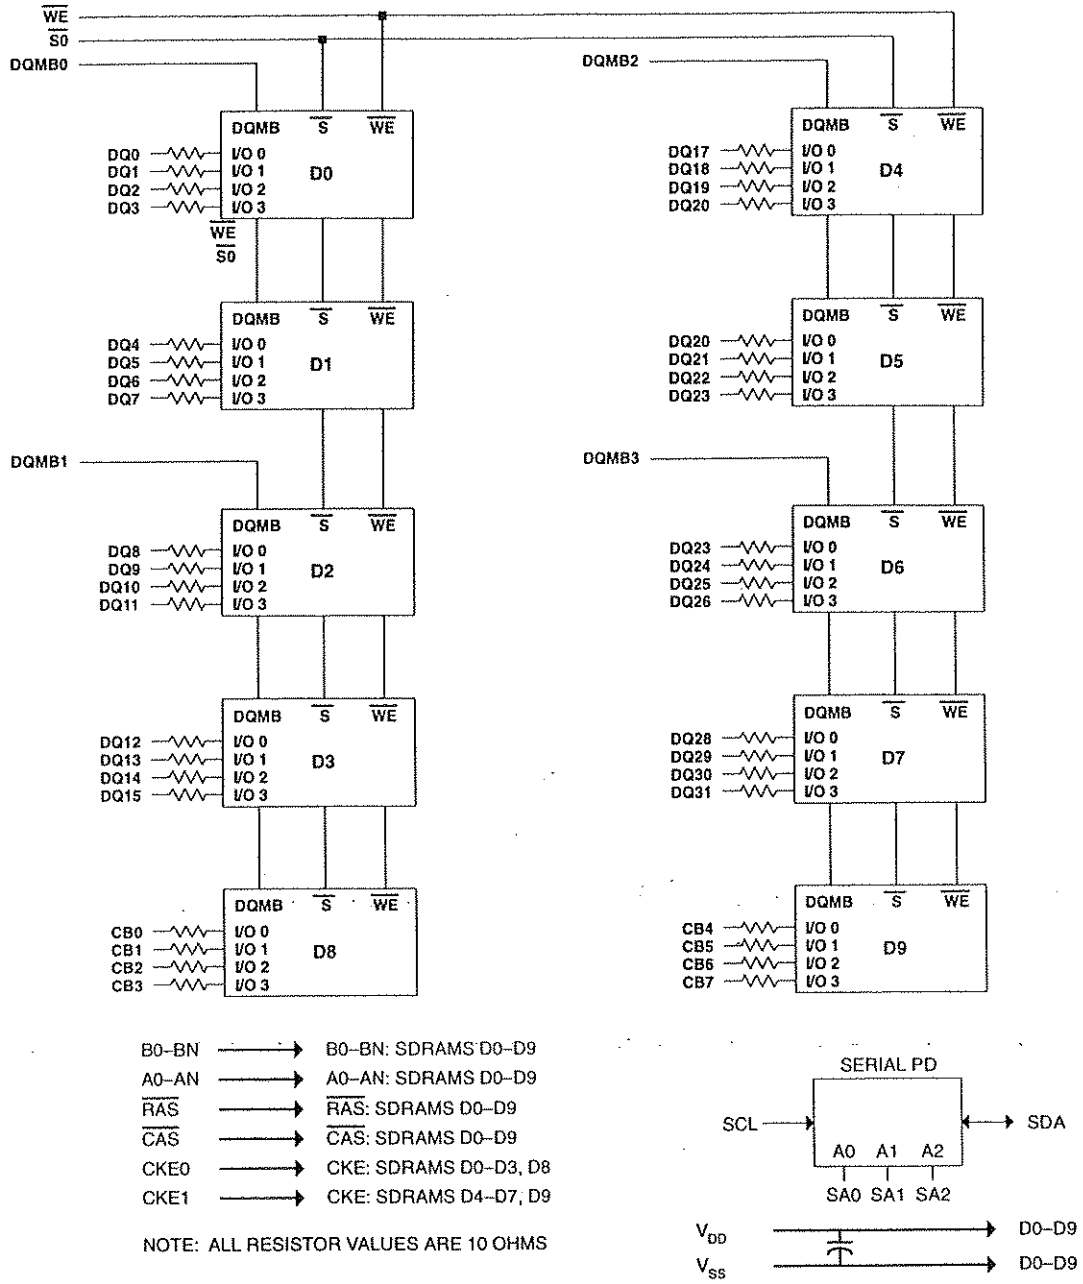 WE
S0
DQMB0
DQMB2
DQMB S WE
DQ0 I/O 0
DQ1 I/O 1
DQ2 I/O 2
DQ3 I/O 3
D0
WE
S0
DQMB S WE
DQ17 I/O 0
DQ18 I/O 1
DQ19 I/O 2
DQ20 I/O 3
D4
DQMB S WE
DQ4 I/O 0
DQ5 I/O 1
DQ6 I/O 2
DQ7 I/O 3
D1
DQMB S WE
DQ20 I/O 0
DQ21 I/O 1
DQ22 I/O 2
DQ23 I/O 3
D5
DQMB1
DQMB3
DQMB S WE
DQ8 I/O 0
DQ9 I/O 1
DQ10 I/O 2
DQ11 I/O 3
D2
DQMB S WE
DQ23 I/O 0
DQ24 I/O 1
DQ25 I/O 2
DQ26 I/O 3
D6
DQMB S WE
DQ12 I/O 0
DQ13 I/O 1
DQ14 I/O 2
DQ15 I/O 3
D3
DQMB S WE
DQ28 I/O 0
DQ29 I/O 1
DQ30 I/O 2
DQ31 I/O 3
D7
DQMB S WE
CB0 I/O 0
CB1 I/O 1
CB2 I/O 2
CB3 I/O 3
D8
DQMB S WE
CB4 I/O 0
CB5 I/O 1
CB6 I/O 2
CB7 I/O 3
D9
B0–BN B0–BN: SDRAMS D0–D9
A0–AN A0–AN: SDRAMS D0–D9
RAS RAS: SDRAMS D0–D9
CAS CAS: SDRAMS D0–D9
CKE0 CKE: SDRAMS D0–D3, D8
CKE1 CKE: SDRAMS D4–D7, D9
NOTE: ALL RESISTOR VALUES ARE 10 OHMS
SERIAL PD
SCL SDA
A0 A1 A2
SA0 SA1 SA2
VDD D0–D9
VSS D0–D9